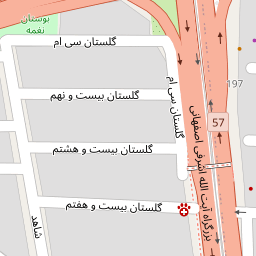 بوستان
نغمه
گلستان سی ام
گلستان سی ام
197
گلستان بیست و نهم
57
گلستان بیست و هشتم
بزرگراه آیت الله اشرفی اصفهانی
گلستان بیست و هفتم
شاهد